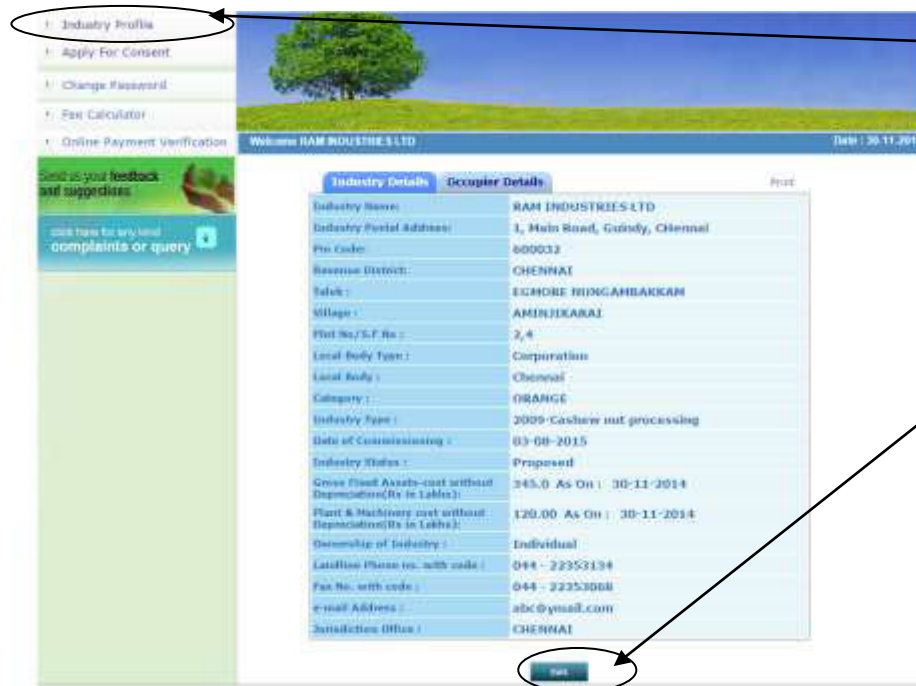 Industry Profile
Apply For Consent
Change Password
Fee Calculator
Online Payment Verification
Send us your feedback
and suggestions
click here for any kind
complaints or query
Welcome RAM INDUSTRIES LTD
Date : 30.11.201
Industry Details Occupier Details
Print
Industry Name: RAM INDUSTRIES LTD
Industry Postal Address: 1, Main Road, Guindy, CHennai
Pin Code: 600032
Revenue District: CHENNAI
Taluk : EGMORE NUNGAMBAKKAM
Village : AMINJIKARAI
Plot No./S.F No : 2,4
Local Body Type : Corporation
Local Body : Chennai
Category : ORANGE
Industry Type : 2009-Cashew nut processing
Date of Commissioning : 03-08-2015
Industry Status : Proposed
Gross Fixed Assets-cost without 345.0 As On : 30-11-2014
Depreciation(Rs in Lakhs):
Plant & Machinery cost without 120.00 As On : 30-11-2014
Depreciation(Rs in Lakhs):
Ownership of Industry : Individual
Landline Phone no. with code : 044 - 22353134
Fax No. with code : 044 - 22353068
e-mail Address : abc@ymail.com
Jurisdiction Office : CHENNAI